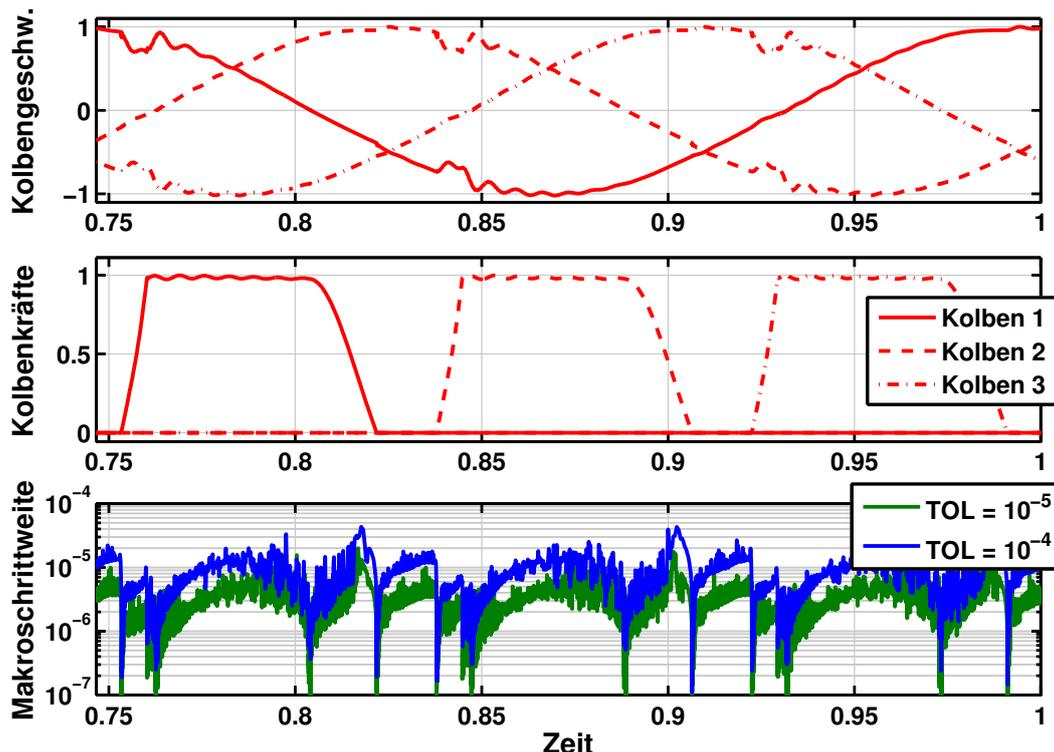 Kolbengeschw.
1
0
−1
0.75 0.8 0.85 0.9 0.95 1
Kolbenkräfte
1
0.5
0
0.75 0.8 0.85 0.9 0.95 1
Kolben 1
Kolben 2
Kolben 3
Makroschrittweite
10⁻⁴
10⁻⁵
10⁻⁶
10⁻⁷
0.75 0.8 0.85 0.9 0.95 1
TOL = 10⁻⁵
TOL = 10⁻⁴
Zeit